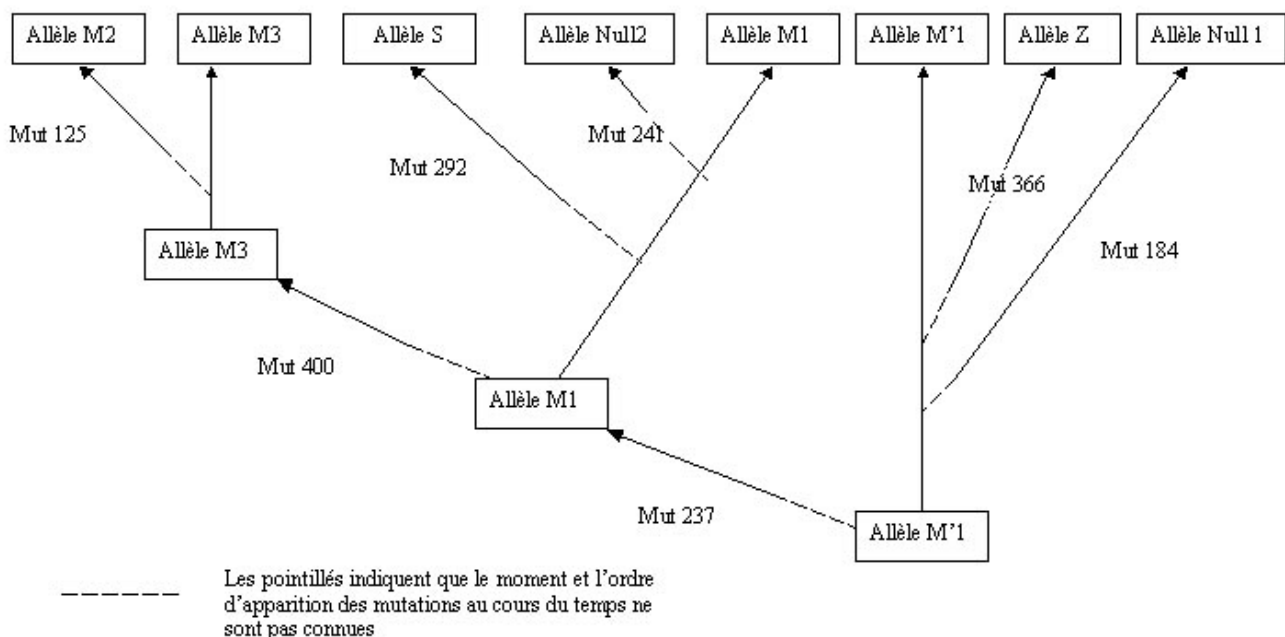 Allèle M2 Allèle M3 Allèle S Allèle Null2 Allèle M1 Allèle M'1 Allèle Z Allèle Null 1
Mut 125
Mut 241
Mut 292
Mut 366
Allèle M3
Mut 184
Mut 400
Allèle M1
Mut 237
Allèle M'1
Les pointillés indiquent que le moment et l'ordre
d'apparition des mutations au cours du temps ne
sont pas connues